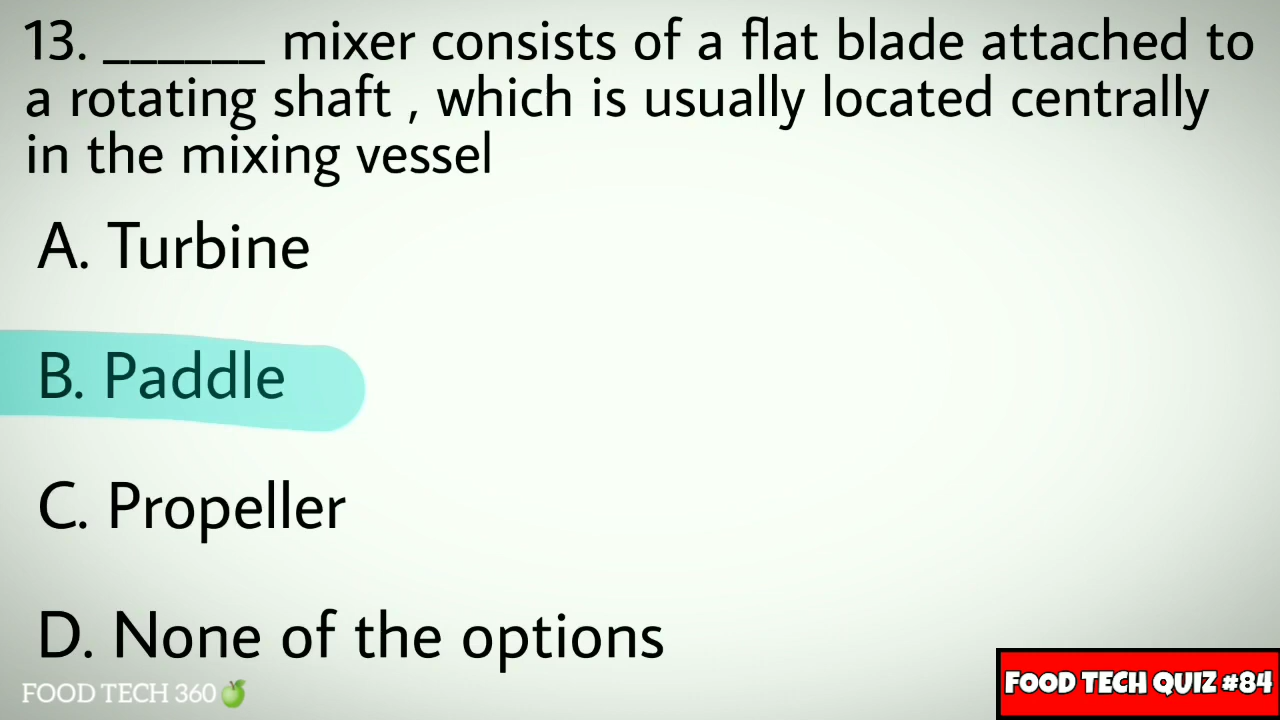 13. ______ mixer consists of a flat blade attached to
a rotating shaft , which is usually located centrally
in the mixing vessel
A. Turbine
B. Paddle
C. Propeller
D. None of the options
FOOD TECH 360
FOOD TECH QUIZ #84